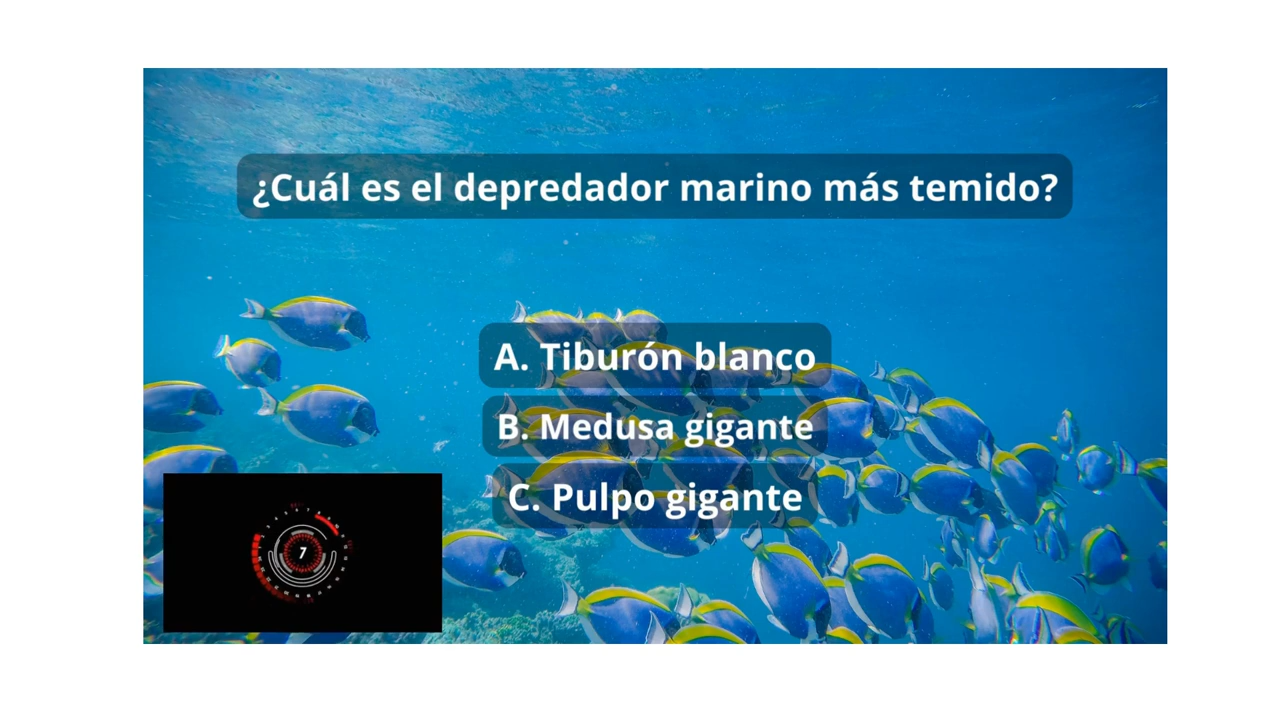 ¿Cuál es el depredador marino más temido?
A. Tiburón blanco
B. Medusa gigante
C. Pulpo gigante
7